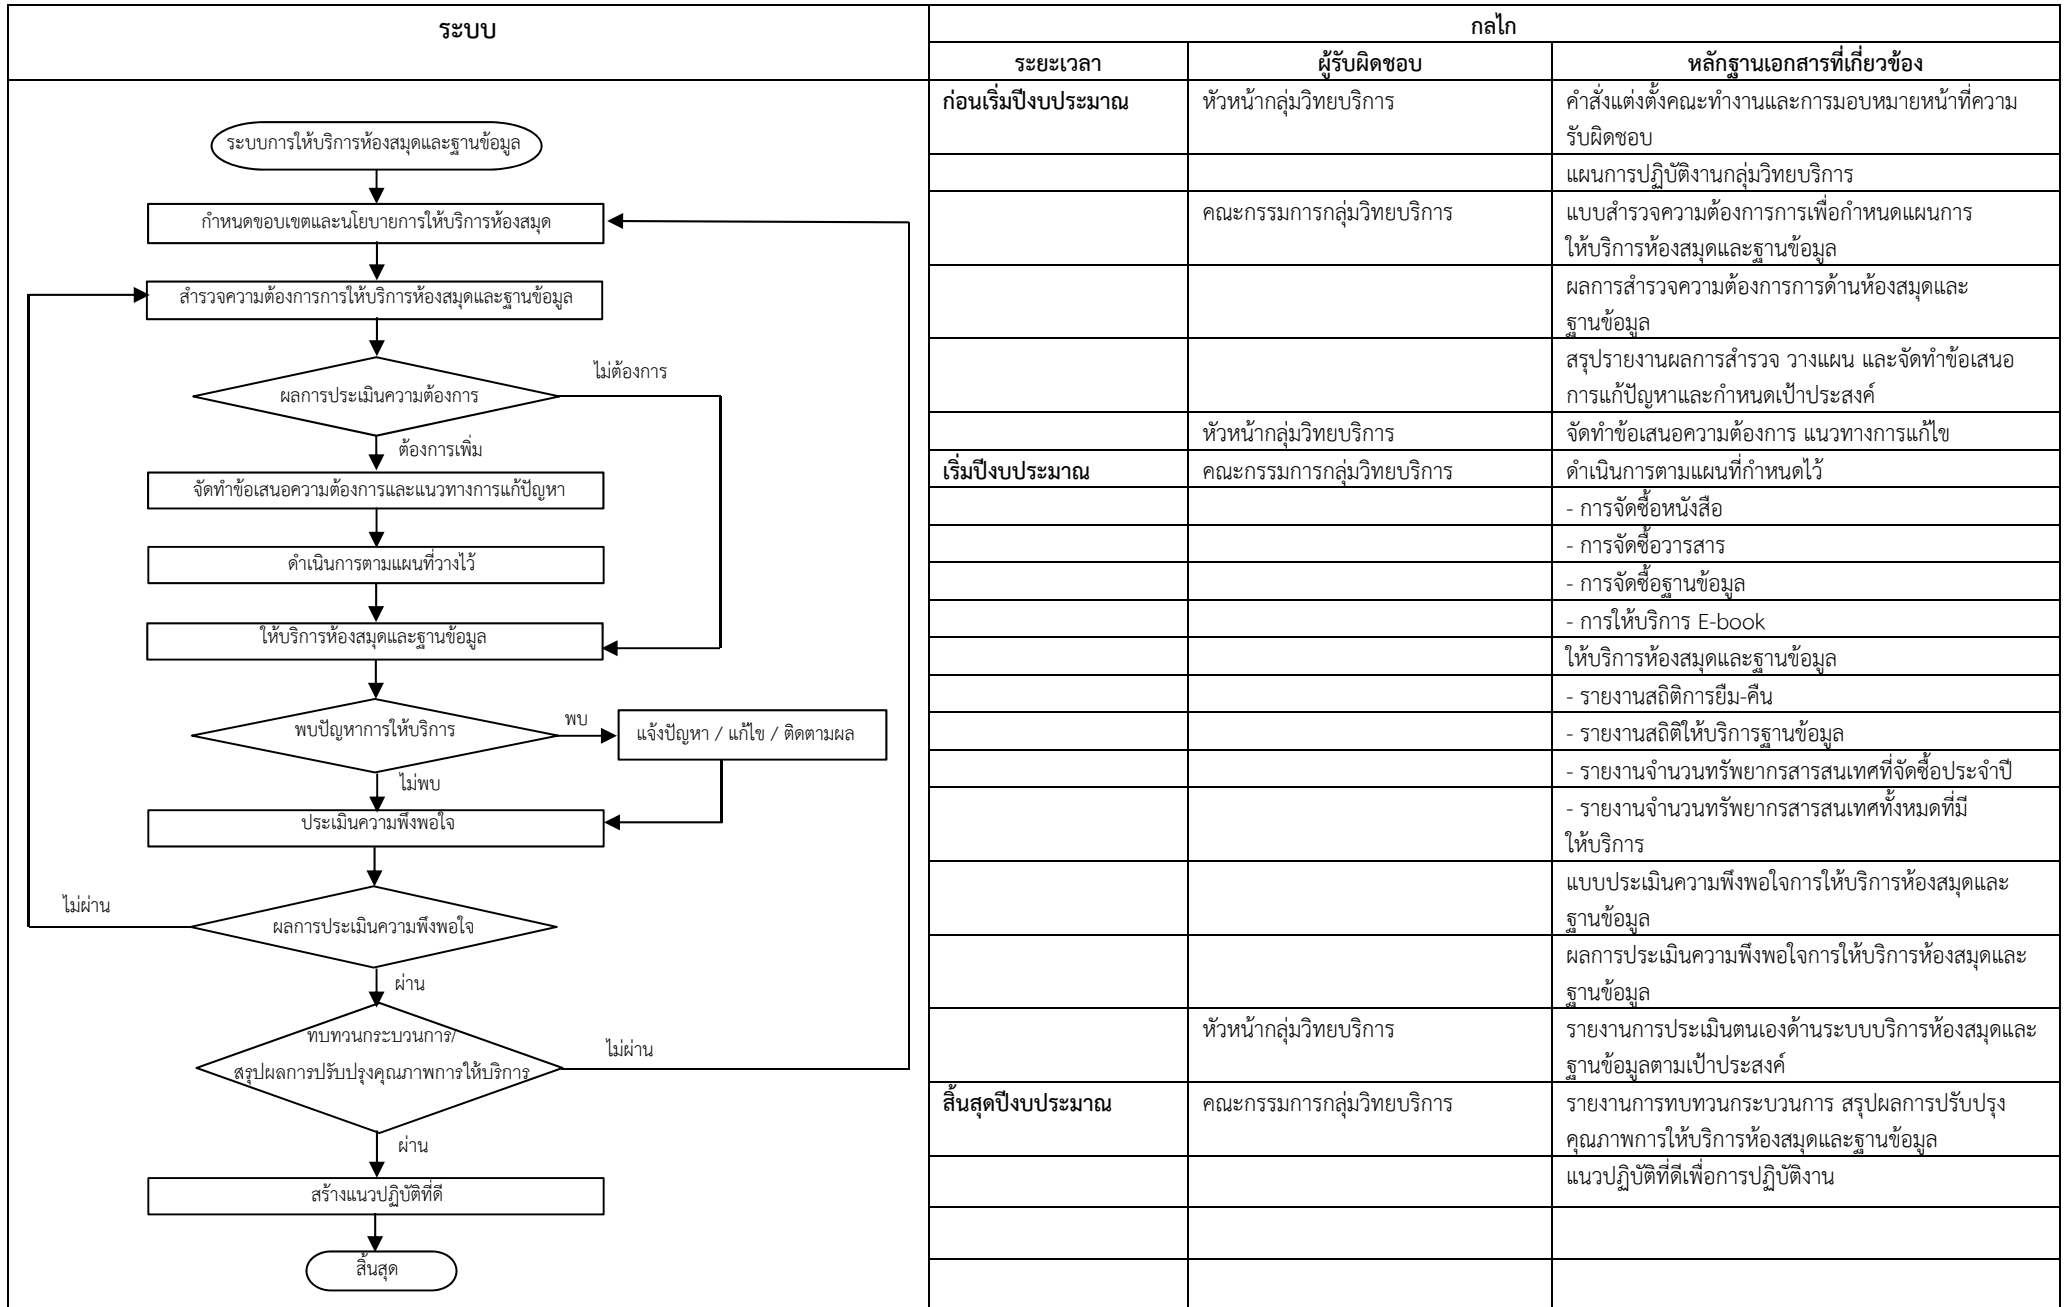 ระบบ
กลไก
ระยะเวลา
ผู้รับผิดชอบ
หลักฐานเอกสารที่เกี่ยวข้อง
ระบบการให้บริการห้องสมุดและฐานข้อมูล
กำหนดขอบเขตและนโยบายการให้บริการห้องสมุด
สำรวจความต้องการการให้บริการห้องสมุดและฐานข้อมูล
ผลการประเมินความต้องการ
ไม่ต้องการ
ต้องการเพิ่ม
จัดทำข้อเสนอความต้องการและแนวทางการแก้ปัญหา
ดำเนินการตามแผนที่วางไว้
ให้บริการห้องสมุดและฐานข้อมูล
พบปัญหาการให้บริการ
พบ
แจ้งปัญหา / แก้ไข / ติดตามผล
ไม่พบ
ประเมินความพึงพอใจ
ไม่ผ่าน
ผลการประเมินความพึงพอใจ
ผ่าน
ทบทวนกระบวนการ/
สรุปผลการปรับปรุงคุณภาพการให้บริการ
ไม่ผ่าน
ผ่าน
สร้างแนวปฏิบัติที่ดี
สิ้นสุด
ก่อนเริ่มปีงบประมาณ
หัวหน้ากลุ่มวิทยบริการ
คำสั่งแต่งตั้งคณะทำงานและการมอบหมายหน้าที่ความ
รับผิดชอบ
แผนการปฏิบัติงานกลุ่มวิทยบริการ
คณะกรรมการกลุ่มวิทยบริการ
แบบสำรวจความต้องการการเพื่อกำหนดแผนการ
ให้บริการห้องสมุดและฐานข้อมูล
ผลการสำรวจความต้องการการด้านห้องสมุดและ
ฐานข้อมูล
สรุปรายงานผลการสำรวจ วางแผน และจัดทำข้อเสนอ
การแก้ปัญหาและกำหนดเป้าประสงค์
หัวหน้ากลุ่มวิทยบริการ
จัดทำข้อเสนอความต้องการ แนวทางการแก้ไข
เริ่มปีงบประมาณ
คณะกรรมการกลุ่มวิทยบริการ
ดำเนินการตามแผนที่กำหนดไว้
- การจัดซื้อหนังสือ
- การจัดซื้อวารสาร
- การจัดซื้อฐานข้อมูล
- การให้บริการ E-book
ให้บริการห้องสมุดและฐานข้อมูล
- รายงานสถิติการยืม-คืน
- รายงานสถิติให้บริการฐานข้อมูล
- รายงานจำนวนทรัพยากรสารสนเทศที่จัดซื้อประจำปี
- รายงานจำนวนทรัพยากรสารสนเทศทั้งหมดที่มี
ให้บริการ
แบบประเมินความพึงพอใจการให้บริการห้องสมุดและ
ฐานข้อมูล
ผลการประเมินความพึงพอใจการให้บริการห้องสมุดและ
ฐานข้อมูล
หัวหน้ากลุ่มวิทยบริการ
รายงานการประเมินตนเองด้านระบบบริการห้องสมุดและ
ฐานข้อมูลตามเป้าประสงค์
สิ้นสุดปีงบประมาณ
คณะกรรมการกลุ่มวิทยบริการ
รายงานการทบทวนกระบวนการ สรุปผลการปรับปรุง
คุณภาพการให้บริการห้องสมุดและฐานข้อมูล
แนวปฏิบัติที่ดีเพื่อการปฏิบัติงาน